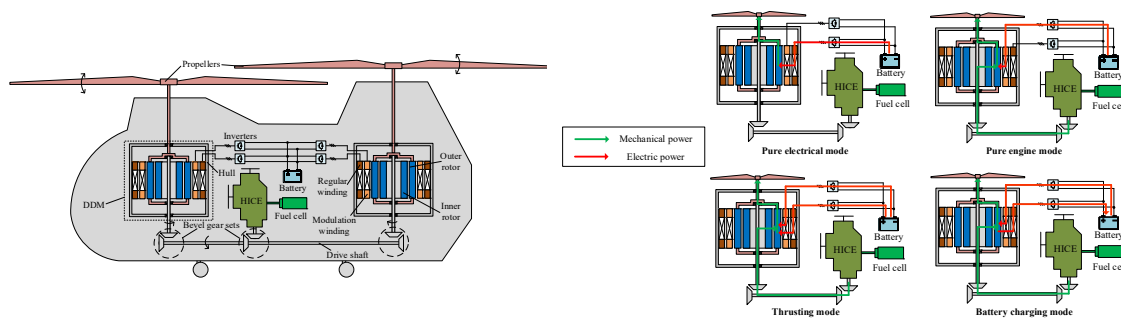 Propellers
Inverters
Outer
rotor
Hull
Regular
winding
Battery
DDM
HICE
Inner
rotor
Modulation
winding
Fuel cell
Bevel gear sets
Drive shaft
Mechanical power
Electric power
HICE
Battery
Fuel cell
Pure electrical mode
HICE
Battery
Fuel cell
Pure engine mode
HICE
Battery
Fuel cell
Thrusting mode
HICE
Battery
Fuel cell
Battery charging mode